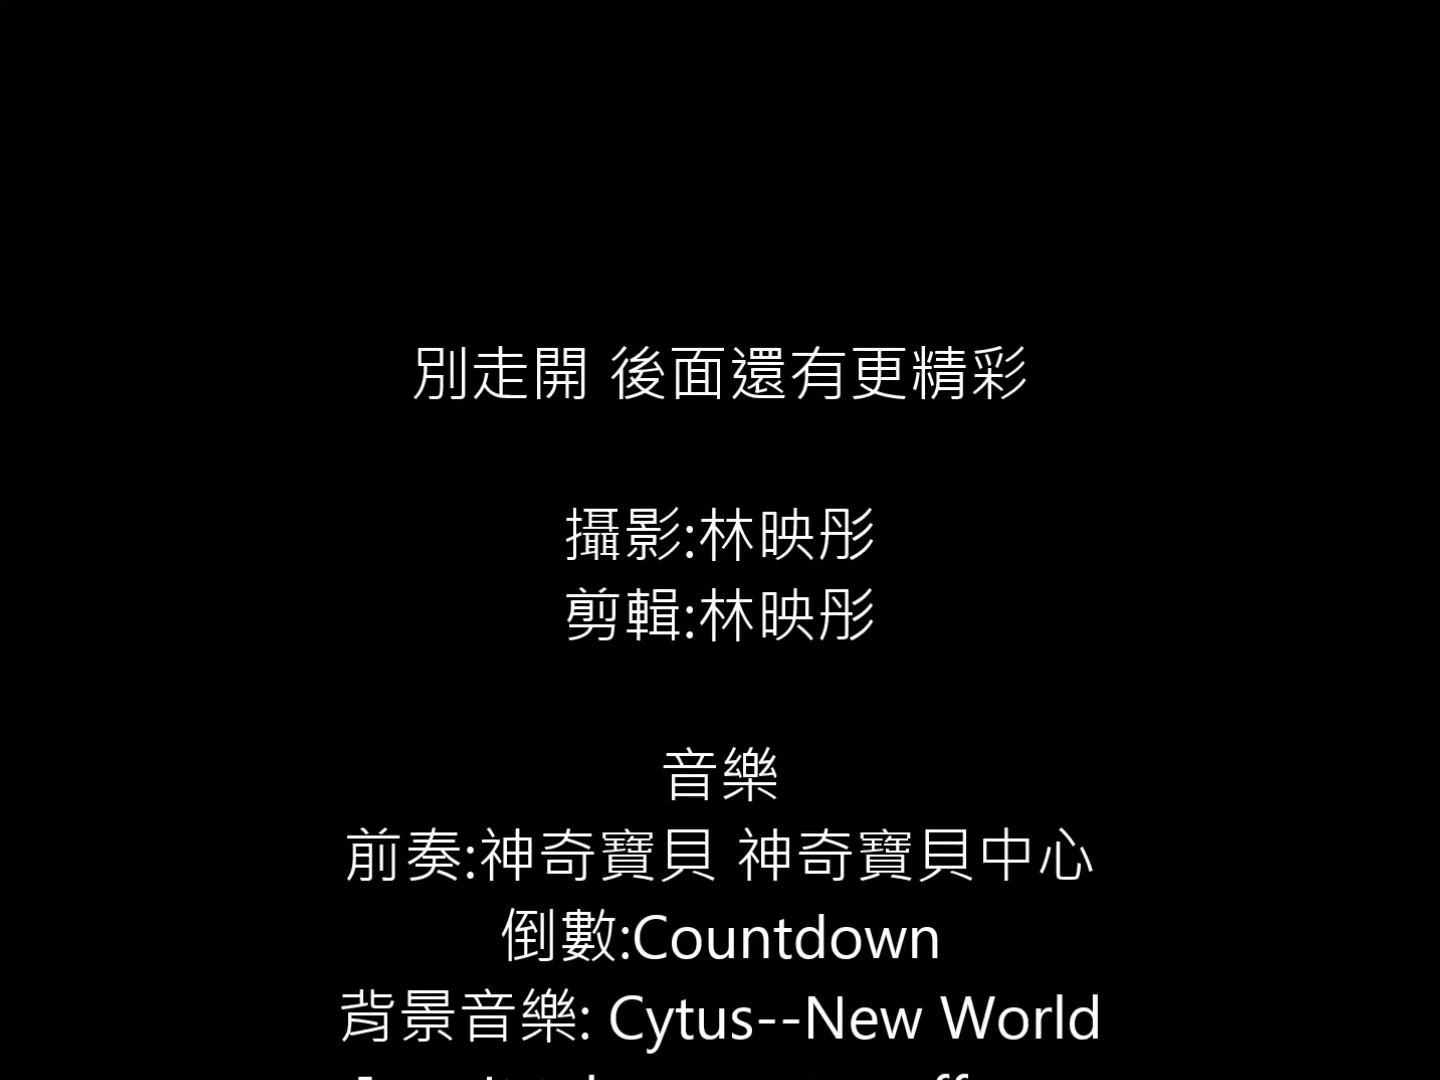 別走開 後面還有更精彩
攝影:林映彤
剪輯:林映彤
音樂
前奏:神奇寶貝 神奇寶貝中心
倒數:Countdown
背景音樂: Cytus--New World